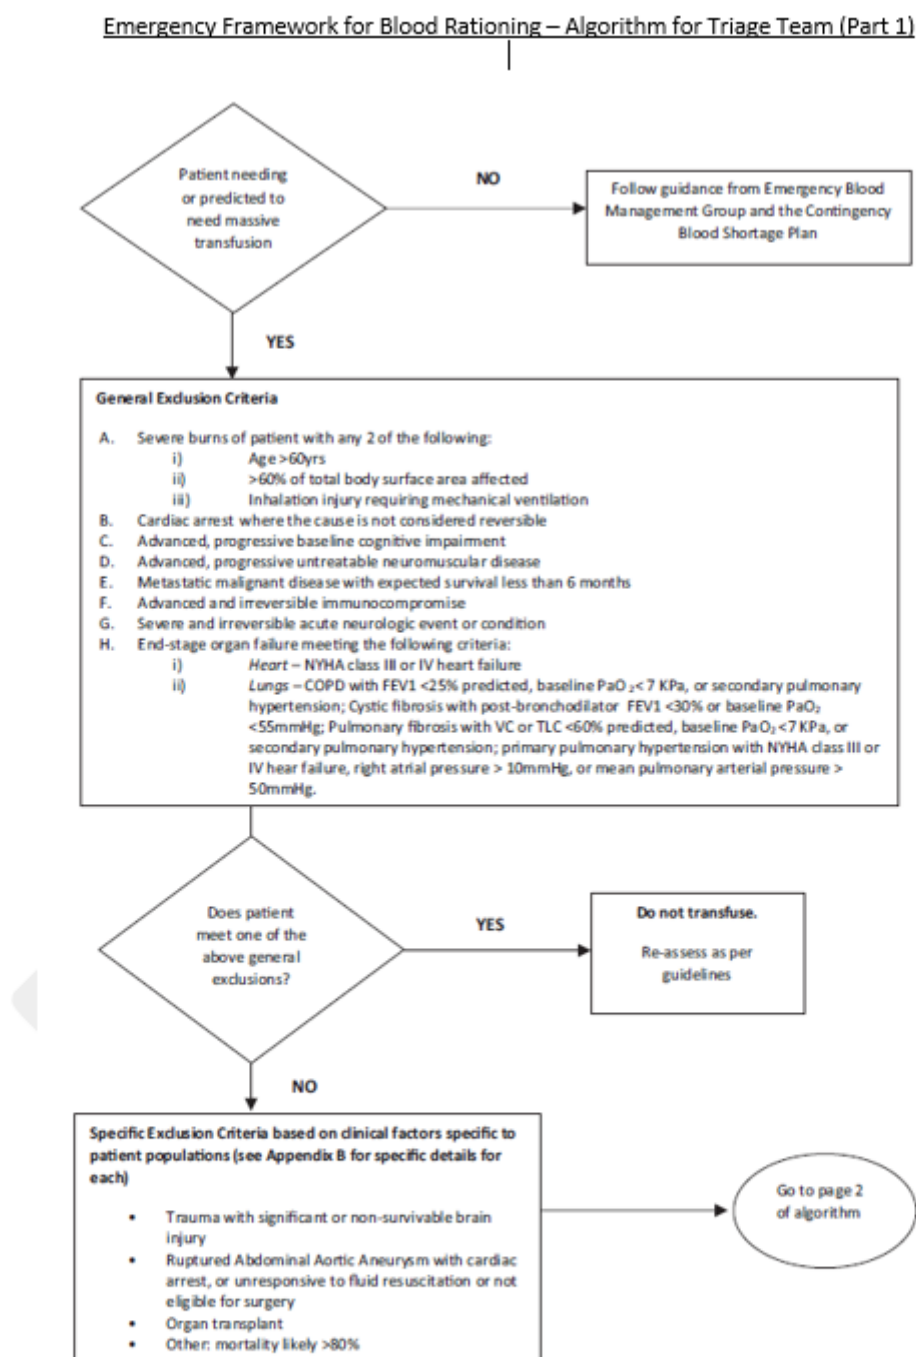 Emergency Framework for Blood Rationing – Algorithm for Triage Team (Part 1)
Patient needing
or predicted to
need massive
transfusion
NO
Follow guidance from Emergency Blood
Management Group and the Contingency
Blood Shortage Plan
YES
General Exclusion Criteria
A. Severe burns of patient with any 2 of the following:
i) Age >60yrs
ii) >60% of total body surface area affected
iii) Inhalation injury requiring mechanical ventilation
B. Cardiac arrest where the cause is not considered reversible
C. Advanced, progressive baseline cognitive impairment
D. Advanced, progressive untreatable neuromuscular disease
E. Metastatic malignant disease with expected survival less than 6 months
F. Advanced and irreversible immunocompromise
G. Severe and irreversible acute neurologic event or condition
H. End-stage organ failure meeting the following criteria:
i) Heart – NYHA class III or IV heart failure
ii) Lungs – COPD with FEV1 <25% predicted, baseline PaO₂ < 7 KPa, or secondary pulmonary
hypertension; Cystic fibrosis with post-bronchodilator FEV1 <30% or baseline PaO₂
<55mmHg; Pulmonary fibrosis with VC or TLC <60% predicted, baseline PaO₂ <7 KPa, or
secondary pulmonary hypertension; primary pulmonary hypertension with NYHA class III or
IV hear failure, right atrial pressure > 10mmHg, or mean pulmonary arterial pressure >
50mmHg.
Does patient
meet one of the
above general
exclusions?
YES
Do not transfuse.
Re-assess as per
guidelines
NO
Specific Exclusion Criteria based on clinical factors specific to
patient populations (see Appendix B for specific details for
each)
• Trauma with significant or non-survivable brain
injury
• Ruptured Abdominal Aortic Aneurysm with cardiac
arrest, or unresponsive to fluid resuscitation or not
eligible for surgery
• Organ transplant
• Other: mortality likely >80%
Go to page 2
of algorithm